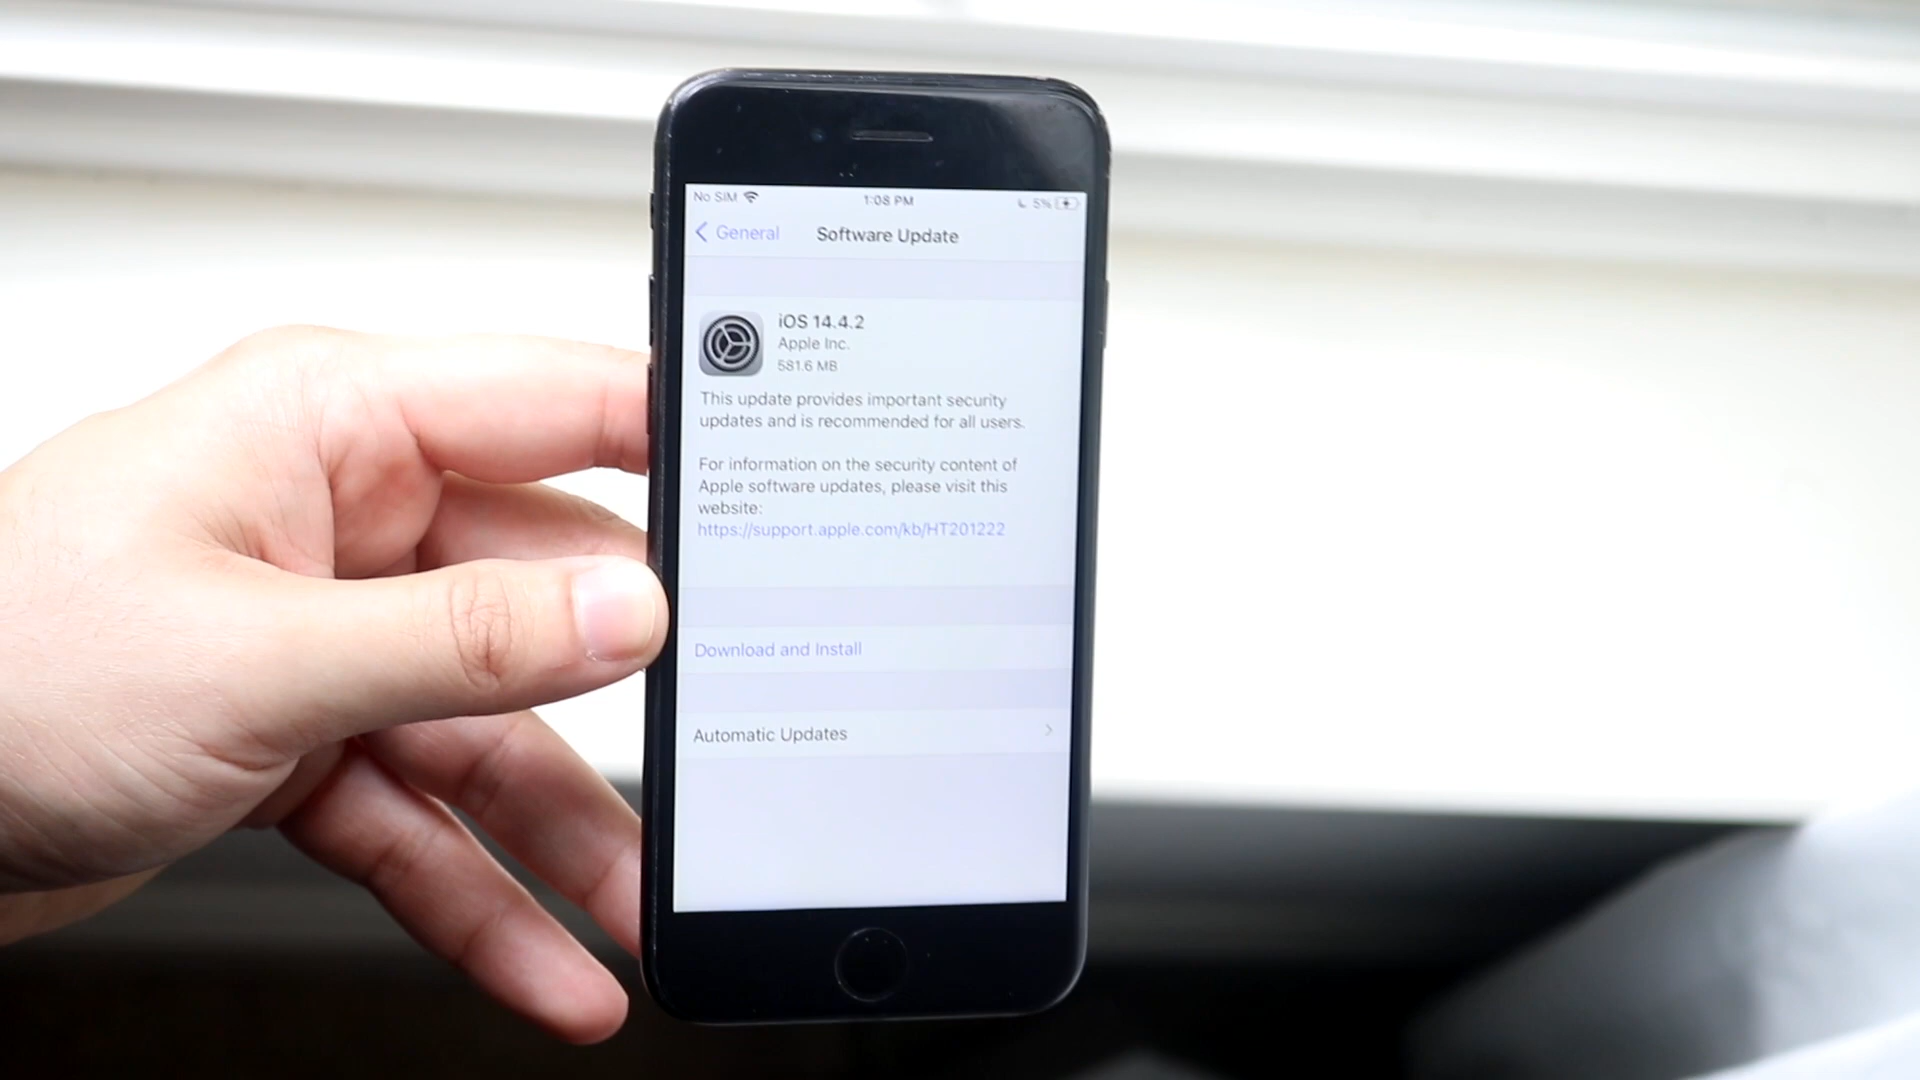 No SIM 1:08 PM 5%
General Software Update
iOS 14.4.2
Apple Inc.
581.6 MB
This update provides important security
updates and is recommended for all users.
For information on the security content of
Apple software updates, please visit this
website:
https://support.apple.com/kb/HT201222
Download and Install
Automatic Updates